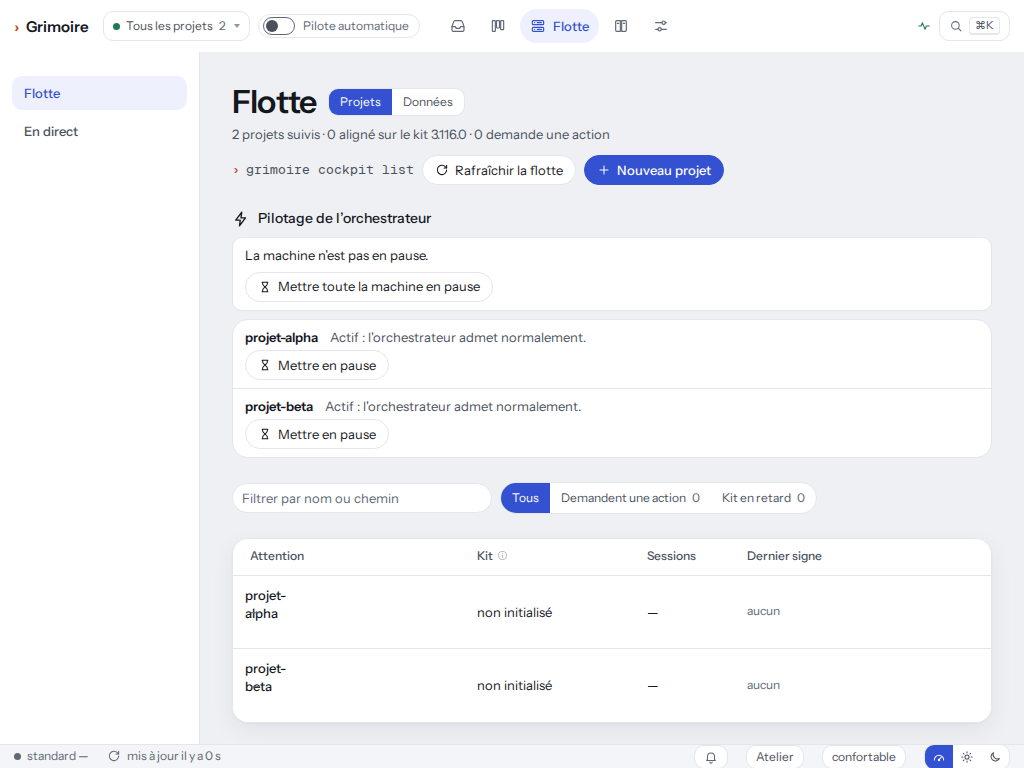 › Grimoire Tous les projets 2 Pilote automatique Flotte ⌘K
Flotte
En direct
Flotte Projets Données
2 projets suivis · 0 aligné sur le kit 3.116.0 · 0 demande une action
› grimoire cockpit list Rafraîchir la flotte Nouveau projet
Pilotage de l’orchestrateur
La machine n’est pas en pause.
Mettre toute la machine en pause
projet-alpha Actif : l’orchestrateur admet normalement.
Mettre en pause
projet-beta Actif : l’orchestrateur admet normalement.
Mettre en pause
Filtrer par nom ou chemin Tous Demandent une action 0 Kit en retard 0
Attention Kit Sessions Dernier signe
projet-
alpha non initialisé — aucun
projet-
beta non initialisé — aucun
standard — mis à jour il y a 0 s Atelier confortable